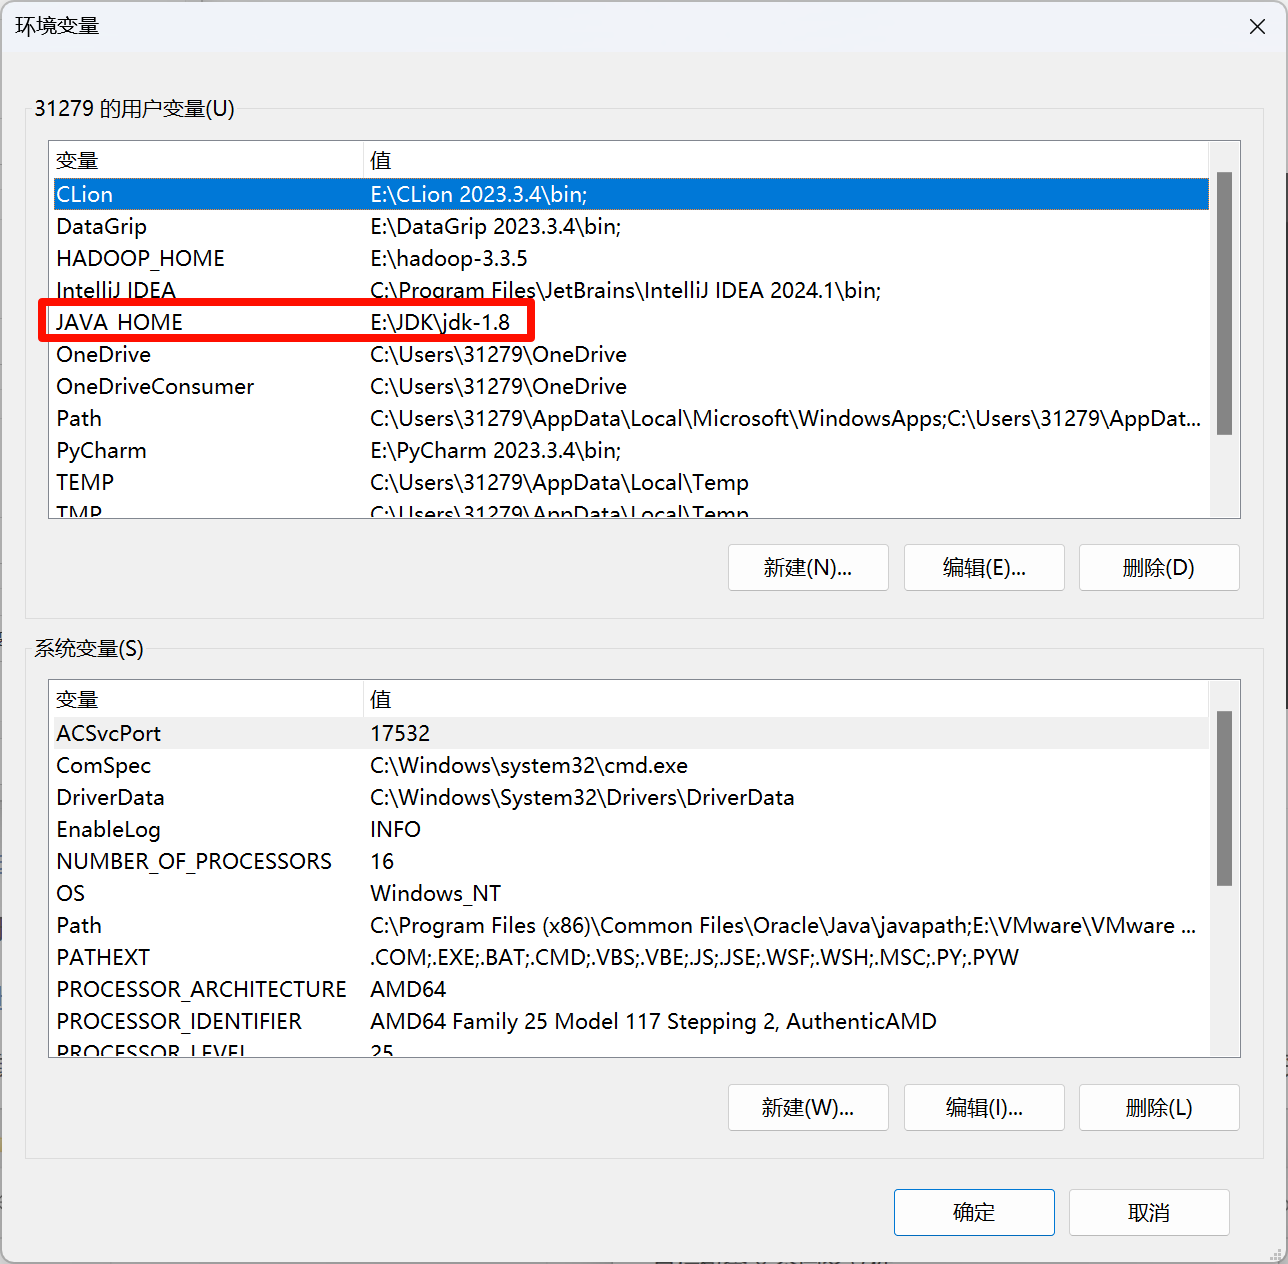 环境变量
31279 的用户变量(U)
变量 值
CLion E:\CLion 2023.3.4\bin;
DataGrip E:\DataGrip 2023.3.4\bin;
HADOOP_HOME E:\hadoop-3.3.5
IntelliJ IDEA C:\Program Files\JetBrains\IntelliJ IDEA 2024.1\bin;
JAVA_HOME E:\JDK\jdk-1.8
OneDrive C:\Users\31279\OneDrive
OneDriveConsumer C:\Users\31279\OneDrive
Path C:\Users\31279\AppData\Local\Microsoft\WindowsApps;C:\Users\31279\AppDat...
PyCharm E:\PyCharm 2023.3.4\bin;
TEMP C:\Users\31279\AppData\Local\Temp
TMP C:\Users\31279\AppData\Local\Temp
新建(N)... 编辑(E)... 删除(D)
系统变量(S)
变量 值
ACSvcPort 17532
ComSpec C:\Windows\system32\cmd.exe
DriverData C:\Windows\System32\Drivers\DriverData
EnableLog INFO
NUMBER_OF_PROCESSORS 16
OS Windows_NT
Path C:\Program Files (x86)\Common Files\Oracle\Java\javapath;E:\VMware\VMware ...
PATHEXT .COM;.EXE;.BAT;.CMD;.VBS;.VBE;.JS;.JSE;.WSF;.WSH;.MSC;.PY;.PYW
PROCESSOR_ARCHITECTURE AMD64
PROCESSOR_IDENTIFIER AMD64 Family 25 Model 117 Stepping 2, AuthenticAMD
PROCESSOR_LEVEL 25
新建(W)... 编辑(I)... 删除(L)
确定 取消